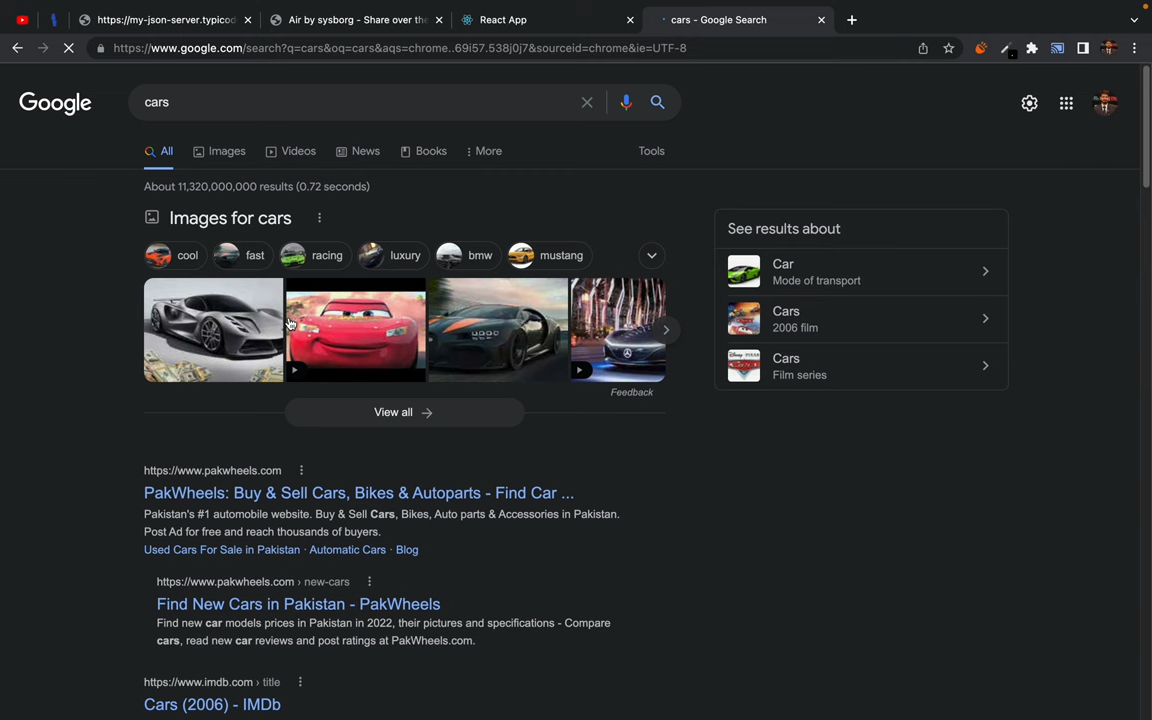 https://my-json-server.typicod
Air by sysborg - Share over the
React App
cars - Google Search
https://www.google.com/search?q=cars&oq=cars&aqs=chrome..69i57.538j0j7&sourceid=chrome&ie=UTF-8
Google
cars
All
Images
Videos
News
Books
More
Tools
About 11,320,000,000 results (0.72 seconds)
Images for cars
cool
fast
racing
luxury
bmw
mustang
Feedback
View all
See results about
Car
Mode of transport
Cars
2006 film
Cars
Film series
https://www.pakwheels.com
PakWheels: Buy & Sell Cars, Bikes & Autoparts - Find Car ...
Pakistan's #1 automobile website. Buy & Sell Cars, Bikes, Auto parts & Accessories in Pakistan.
Post Ad for free and reach thousands of buyers.
Used Cars For Sale in Pakistan · Automatic Cars · Blog
https://www.pakwheels.com › new-cars
Find New Cars in Pakistan - PakWheels
Find new car models prices in Pakistan in 2022, their pictures and specifications - Compare
cars, read new car reviews and post ratings at PakWheels.com.
https://www.imdb.com › title
Cars (2006) - IMDb